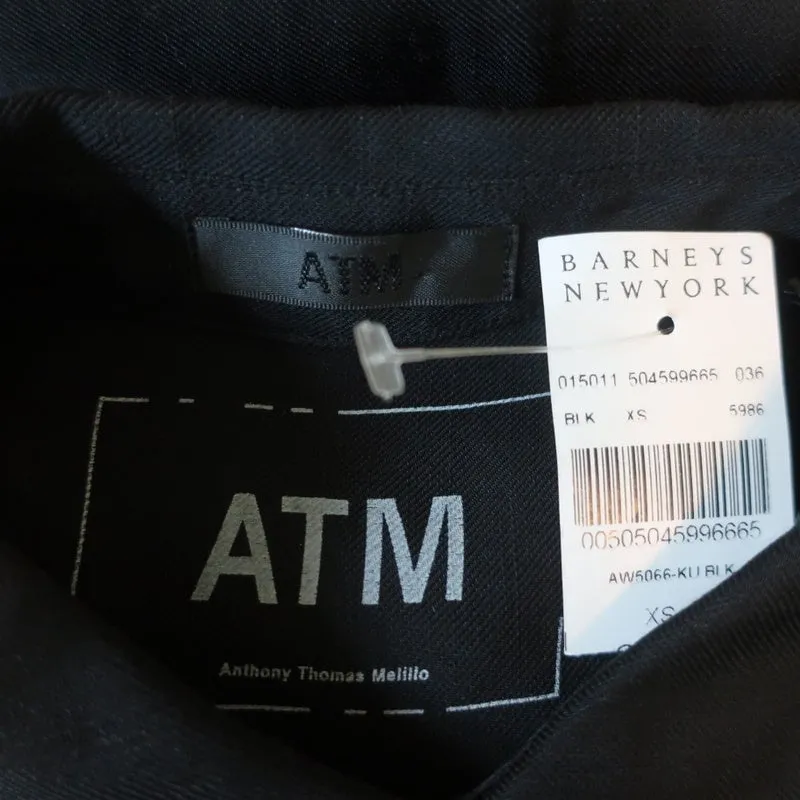 ATM
BARNEYS
NEWYORK
015011 504599665 036
BLK XS 5986
00505045996665
AW5066-KU BLK
XS
ATM
Anthony Thomas Melillo